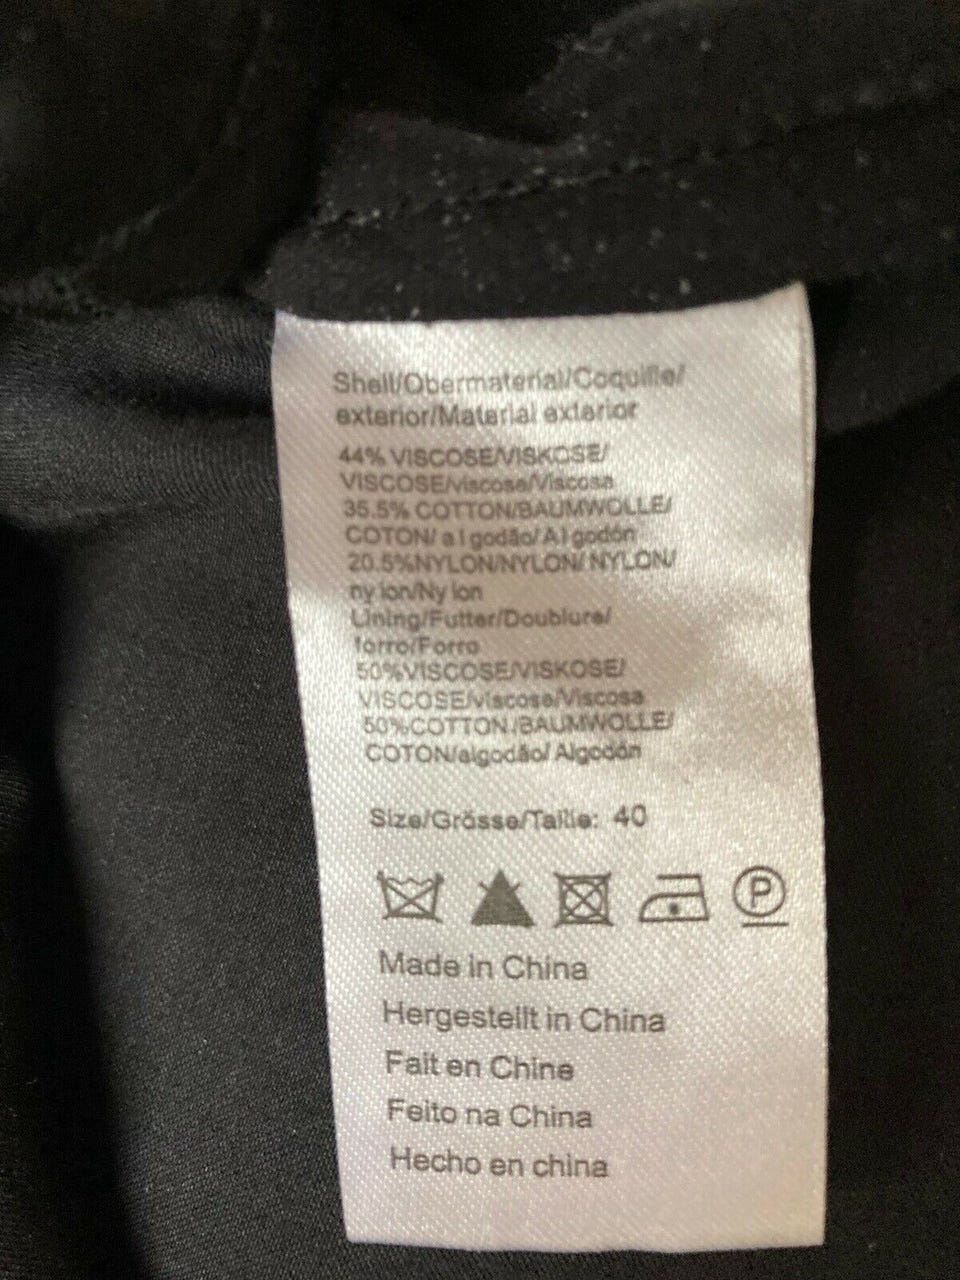 Shell/Obermaterial/Coquille/
exterior/Material exterior
44% VISCOSE/VISKOSE/
VISCOSE/viscose/Viscosa
35.5% COTTON/BAUMWOLLE/
COTON/ al godão/ Al godón
20.5%NYLON/NYLON/ NYLON/
ny lon/Ny lon
Lining/Futter/Doublure/
forro/Forro
50%VISCOSE/VISKOSE/
VISCOSE/viscose/Viscosa
50%COTTON /BAUMWOLLE/
COTON/algodão/ Algodón
Size/Grösse/Taille: 40
P
Made in China
Hergestellt in China
Fait en Chine
Feito na China
Hecho en china